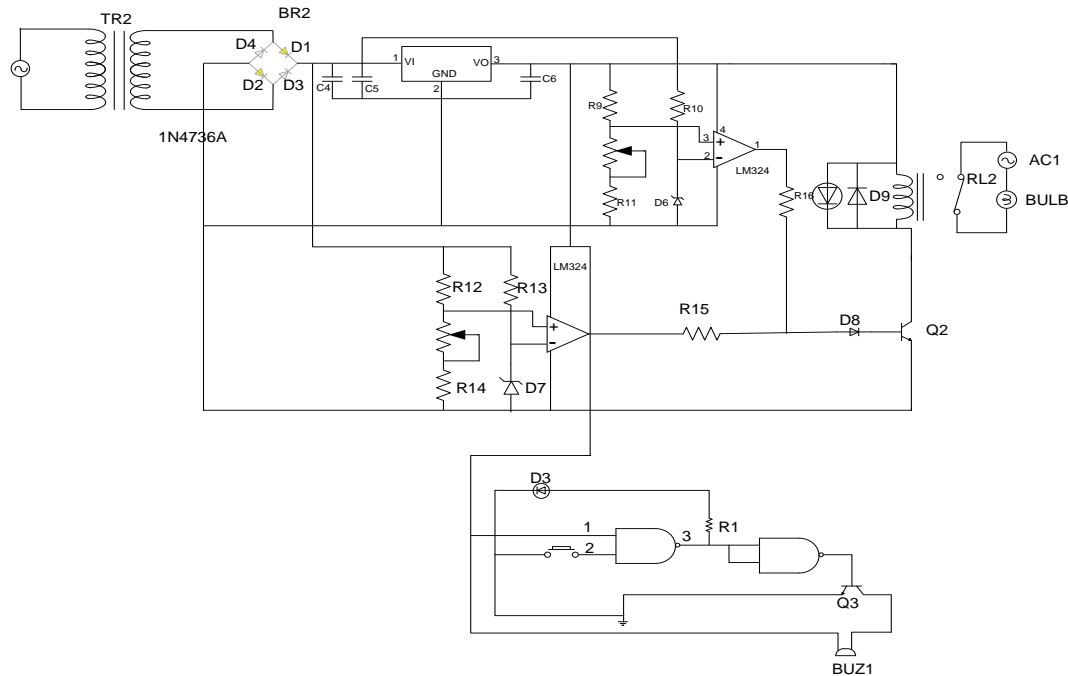 TR2
BR2
D4
D1
D2
D3
1N4736A
1
VI
VO
3
GND
2
C4
C5
C6
R9
R10
R11
D6
4
3
2
1
LM324
R16
D9
RL2
AC1
BULB
LM324
R12
R13
R14
D7
R15
D8
Q2
D3
R1
1
2
3
Q3
BUZ1